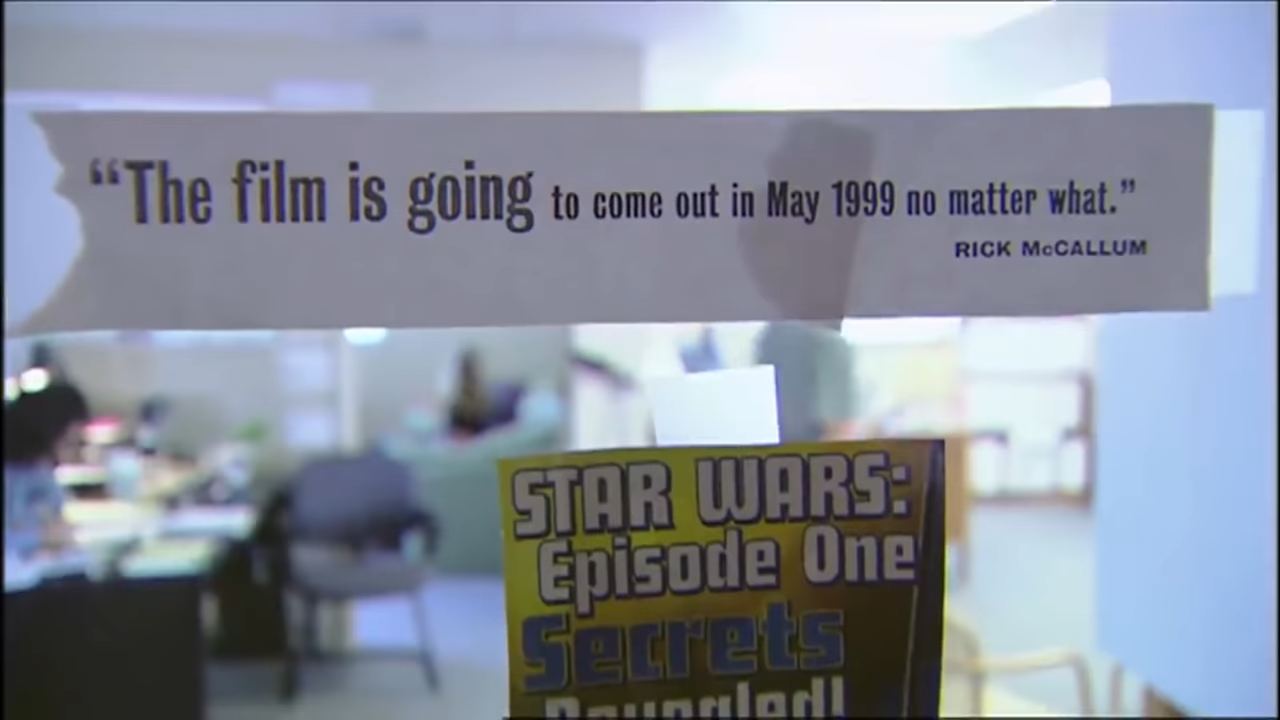 “The film is going to come out in May 1999 no matter what.”
RICK McCALLUM
STAR WARS:
Episode One
Secrets
Revealed!